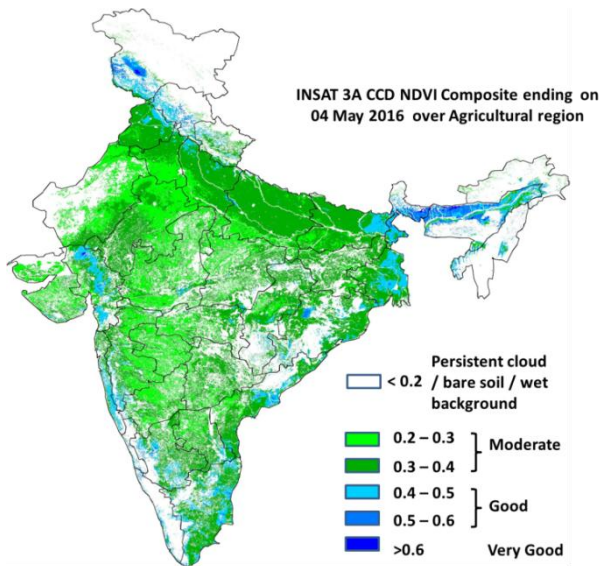 INSAT 3A CCD NDVI Composite ending on
04 May 2016 over Agricultural region
< 0.2 Persistent cloud
/ bare soil / wet
background
0.2 – 0.3
Moderate
0.3 – 0.4
0.4 – 0.5
Good
0.5 – 0.6
>0.6 Very Good